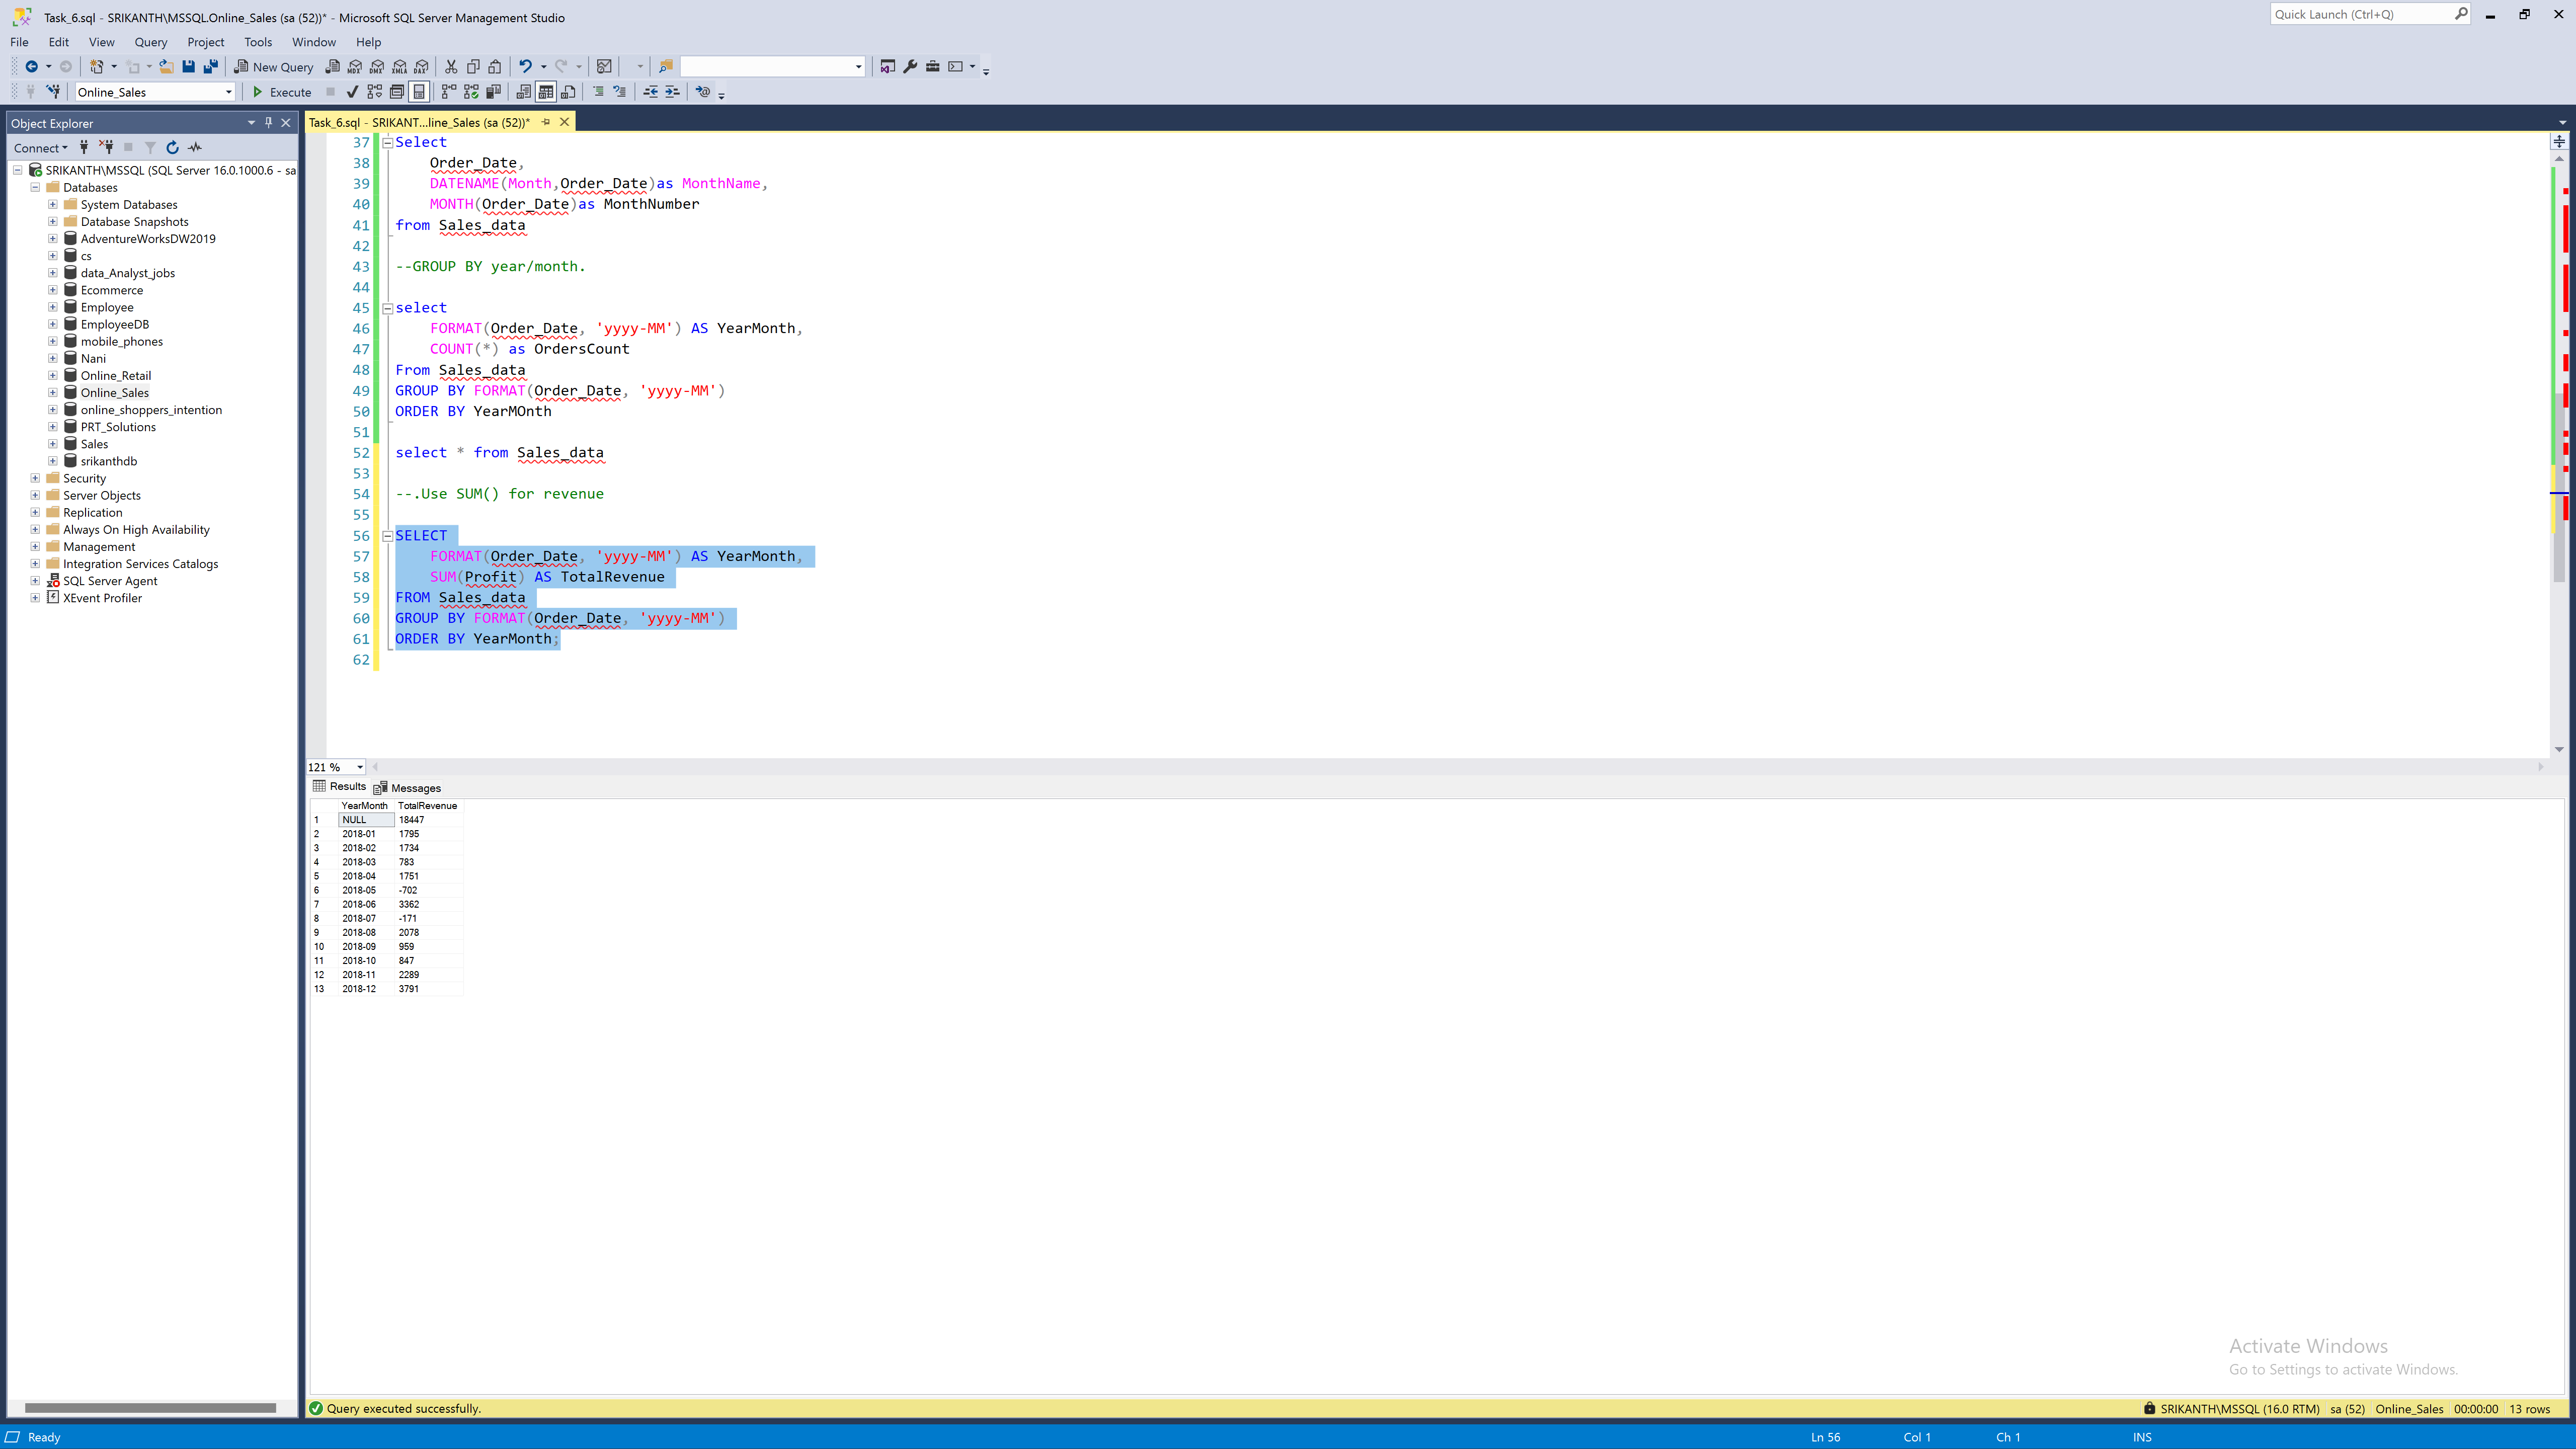 Task_6.sql - SRIKANTH\MSSQL.Online_Sales (sa (52))* - Microsoft SQL Server Management Studio
Quick Launch (Ctrl+Q)
File Edit View Query Project Tools Window Help
New Query
MDX DMX XMLA DAX
Online_Sales
Execute
Object Explorer
Connect
SRIKANTH\MSSQL (SQL Server 16.0.1000.6 - sa
Databases
System Databases
Database Snapshots
AdventureWorksDW2019
cs
data_Analyst_jobs
Ecommerce
Employee
EmployeeDB
mobile_phones
Nani
Online_Retail
Online_Sales
online_shoppers_intention
PRT_Solutions
Sales
srikanthdb
Security
Server Objects
Replication
Always On High Availability
Management
Integration Services Catalogs
SQL Server Agent
XEvent Profiler
Task_6.sql - SRIKANT...line_Sales (sa (52))*
37 Select
38 Order_Date,
39 DATENAME(Month,Order_Date)as MonthName,
40 MONTH(Order_Date)as MonthNumber
41 from Sales_data
42
43 --GROUP BY year/month.
44
45 select
46 FORMAT(Order_Date, 'yyyy-MM') AS YearMonth,
47 COUNT(*) as OrdersCount
48 From Sales_data
49 GROUP BY FORMAT(Order_Date, 'yyyy-MM')
50 ORDER BY YearMOnth
51
52 select * from Sales_data
53
54 --.Use SUM() for revenue
55
56 SELECT
57 FORMAT(Order_Date, 'yyyy-MM') AS YearMonth,
58 SUM(Profit) AS TotalRevenue
59 FROM Sales_data
60 GROUP BY FORMAT(Order_Date, 'yyyy-MM')
61 ORDER BY YearMonth;
62
121 %
Results Messages
YearMonth TotalRevenue
1 NULL 18447
2 2018-01 1795
3 2018-02 1734
4 2018-03 783
5 2018-04 1751
6 2018-05 -702
7 2018-06 3362
8 2018-07 -171
9 2018-08 2078
10 2018-09 959
11 2018-10 847
12 2018-11 2289
13 2018-12 3791
Activate Windows
Go to Settings to activate Windows.
Query executed successfully.
SRIKANTH\MSSQL (16.0 RTM) sa (52) Online_Sales 00:00:00 13 rows
Ready
Ln 56 Col 1 Ch 1 INS